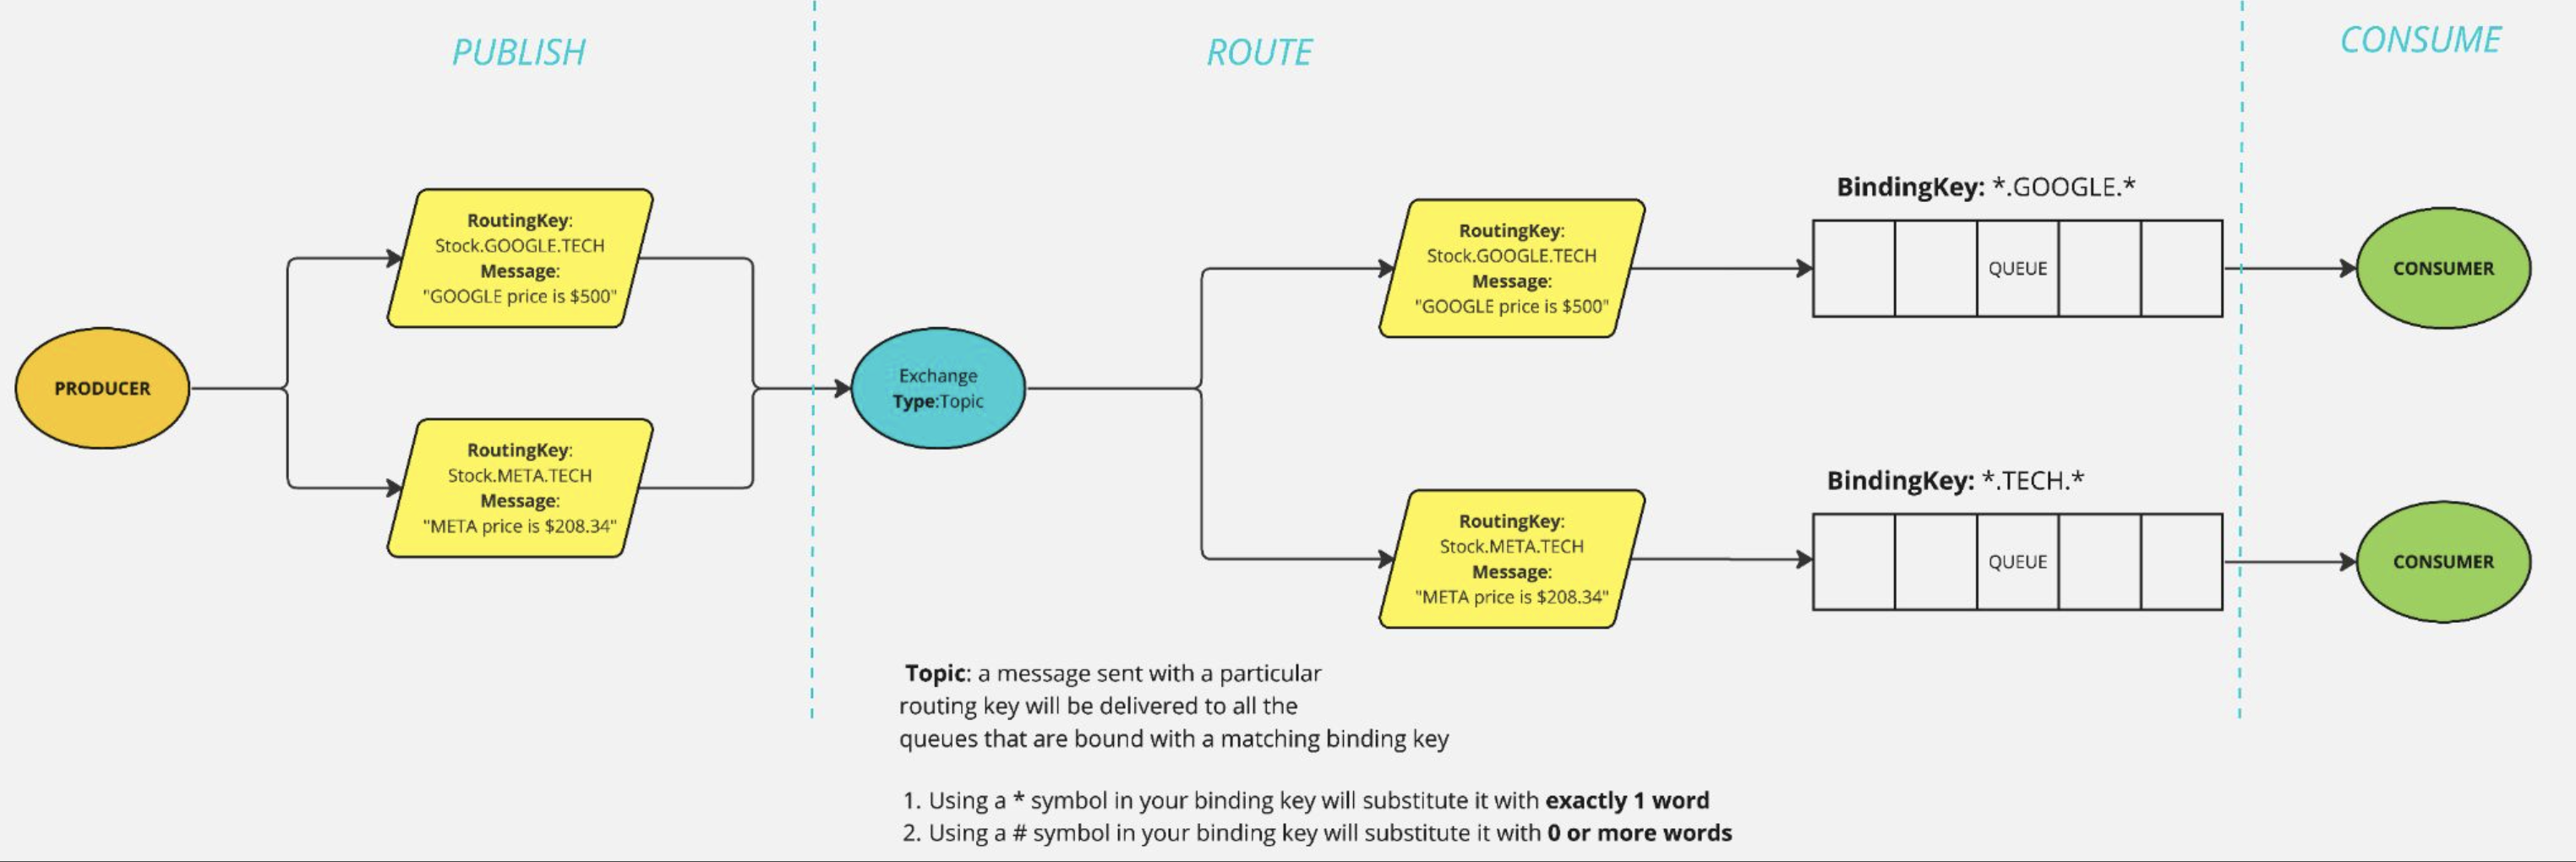 PUBLISH
ROUTE
CONSUME
PRODUCER
RoutingKey:
Stock.GOOGLE.TECH
Message:
"GOOGLE price is $500"
RoutingKey:
Stock.META.TECH
Message:
"META price is $208.34"
Exchange
Type:Topic
RoutingKey:
Stock.GOOGLE.TECH
Message:
"GOOGLE price is $500"
BindingKey: *.GOOGLE.*
QUEUE
CONSUMER
RoutingKey:
Stock.META.TECH
Message:
"META price is $208.34"
BindingKey: *.TECH.*
QUEUE
CONSUMER
Topic: a message sent with a particular
routing key will be delivered to all the
queues that are bound with a matching binding key
1. Using a * symbol in your binding key will substitute it with exactly 1 word
2. Using a # symbol in your binding key will substitute it with 0 or more words